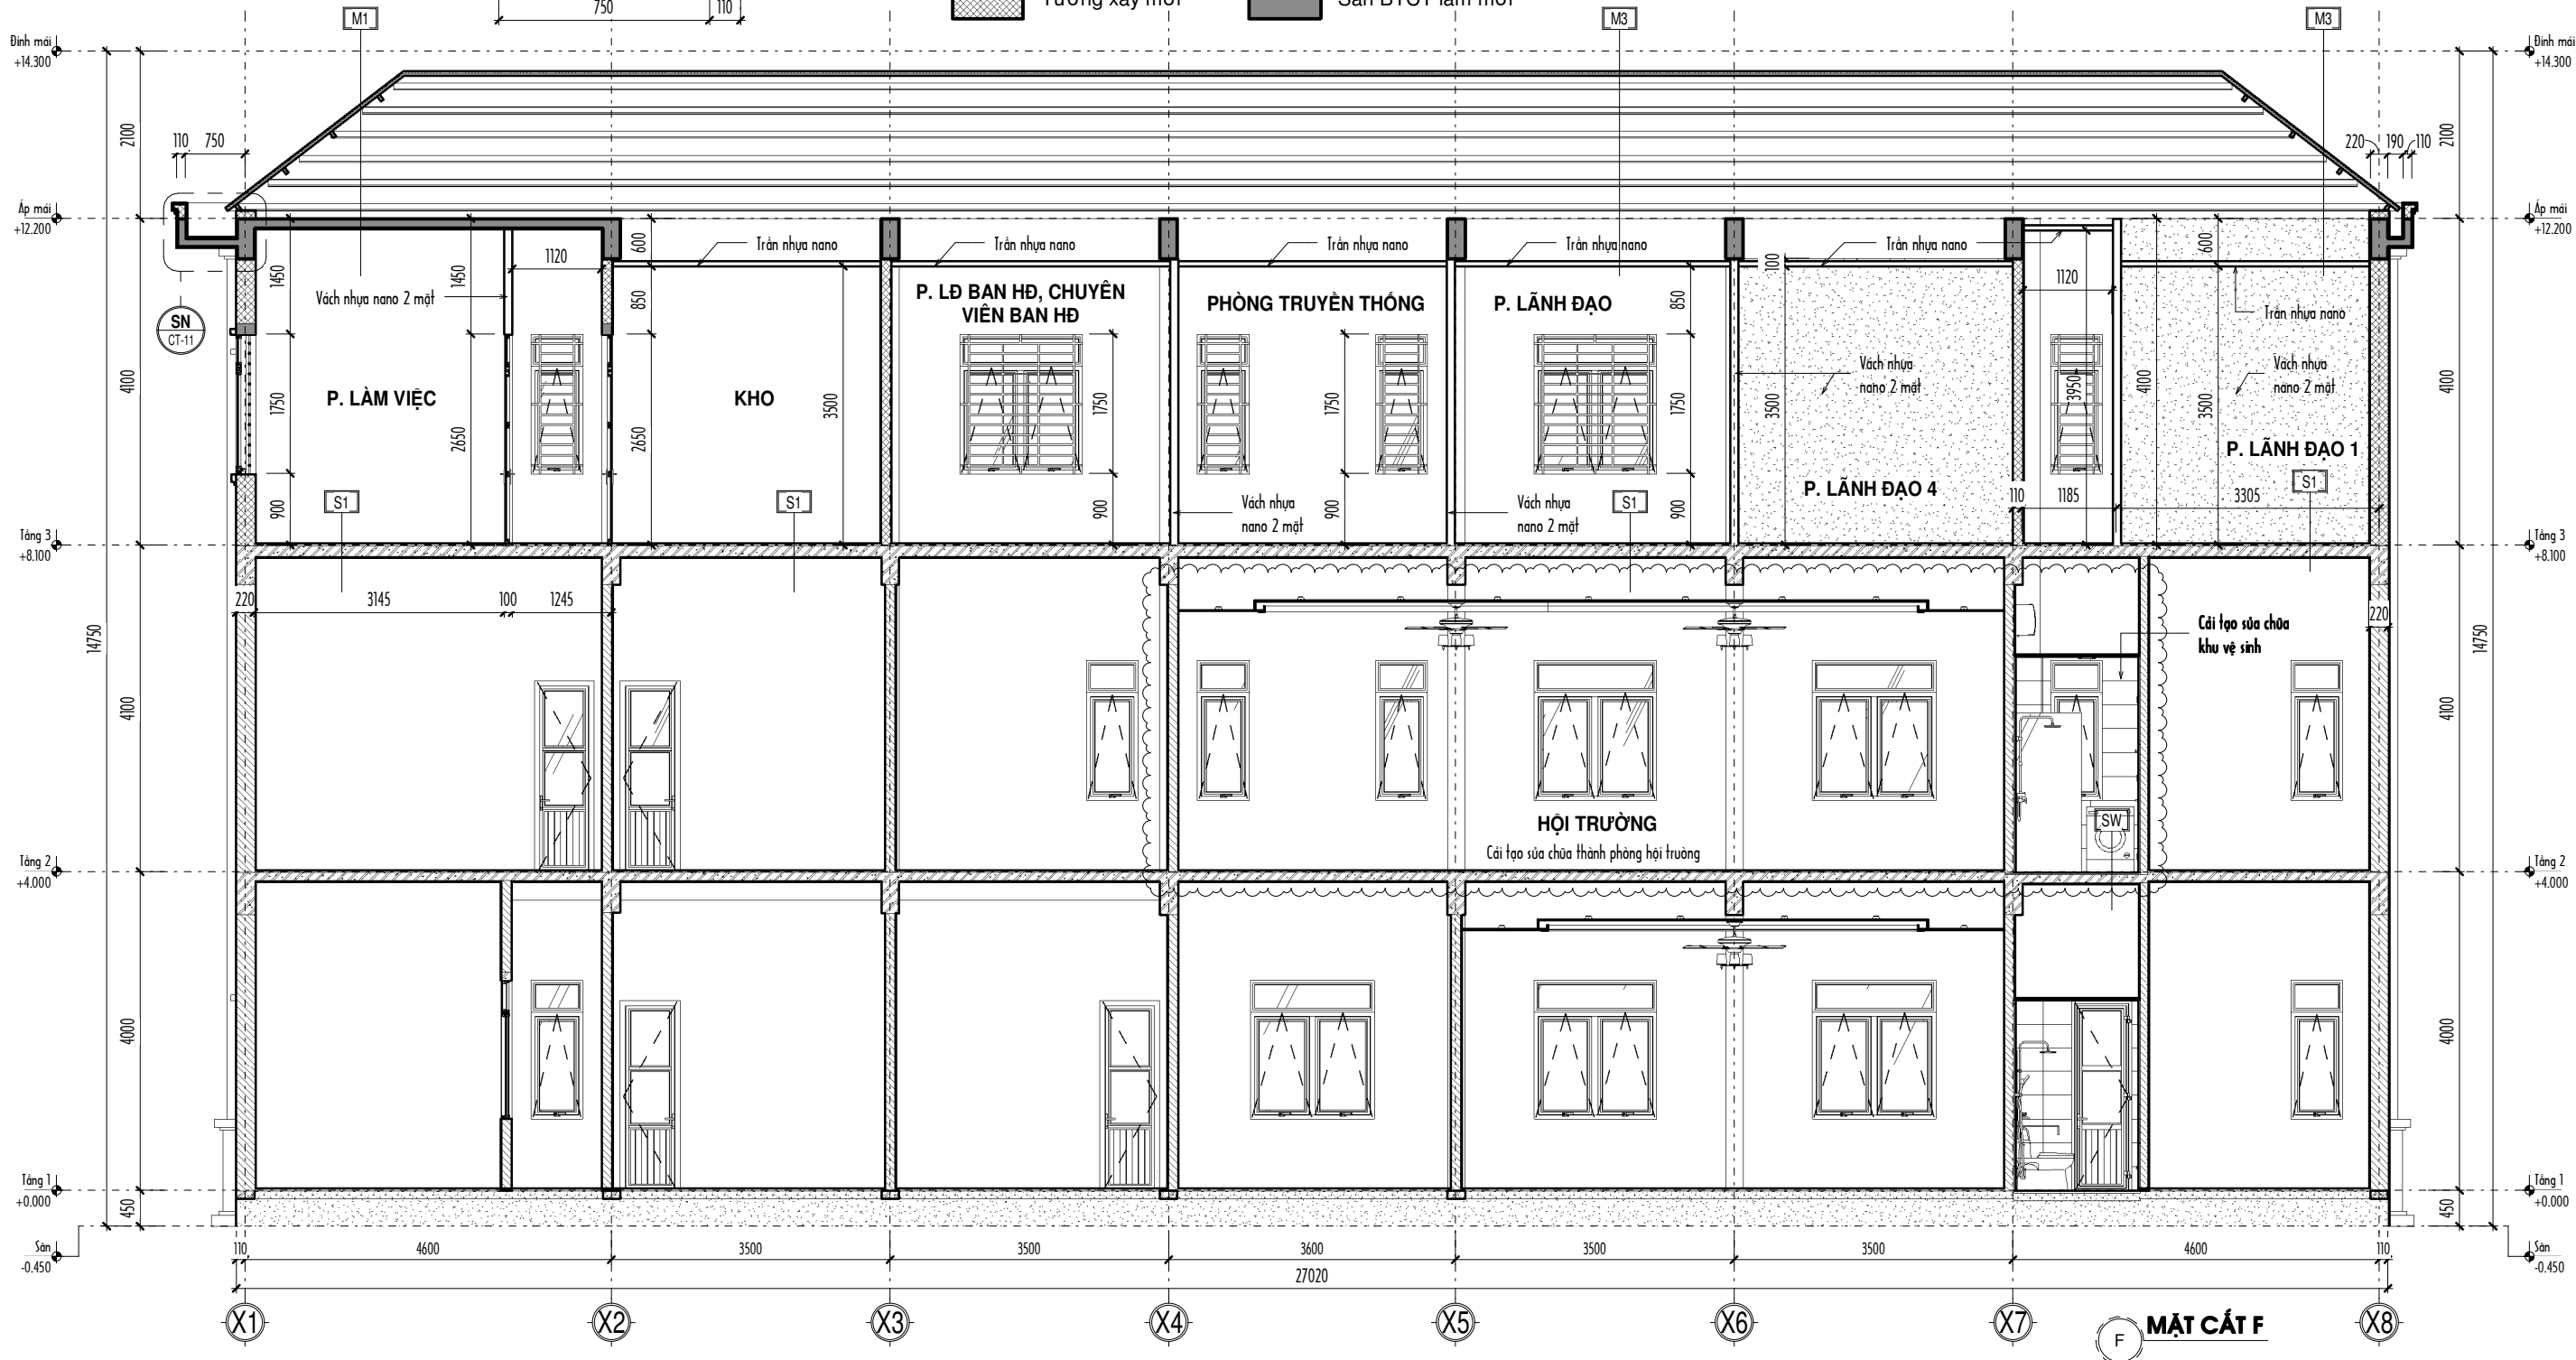 750
110
Tường xây mới
Sàn BTCT làm mới
M1
M3
M3
Đỉnh mái
+14.300
Đỉnh mái
+14.300
2100
110
750
220
190
110
2100
Áp mái
+12.200
Áp mái
+12.200
SN
CT-11
1450
Vách nhựa nano 2 mặt
1450
1120
600
850
Trần nhựa nano
Trần nhựa nano
Trần nhựa nano
Trần nhựa nano
Trần nhựa nano
100
850
1120
600
Trần nhựa nano
P. LĐ BAN HĐ, CHUYÊN
VIÊN BAN HĐ
PHÒNG TRUYỀN THỐNG
P. LÃNH ĐẠO
P. LÀM VIỆC
KHO
4100
1750
2650
2650
3500
1750
1750
1750
3500
Vách nhựa
nano 2 mặt
3950
4100
3500
Vách nhựa
nano 2 mặt
4100
P. LÃNH ĐẠO 4
P. LÃNH ĐẠO 1
900
S1
S1
900
Vách nhựa
nano 2 mặt
900
Vách nhựa
nano 2 mặt
S1
900
110
1185
3305
S1
Tầng 3
+8.100
Tầng 3
+8.100
220
3145
100
1245
220
14750
14750
4100
4100
Cải tạo sửa chữa
khu vệ sinh
SW
HỘI TRƯỜNG
Cải tạo sửa chữa thành phòng hội trường
Tầng 2
+4.000
Tầng 2
+4.000
4000
4000
Tầng 1
+0.000
Tầng 1
+0.000
450
450
Sân
-0.450
Sân
-0.450
110
4600
3500
3500
3600
3500
3500
4600
110
27020
X1
X2
X3
X4
X5
X6
X7
X8
F
MẶT CẮT F